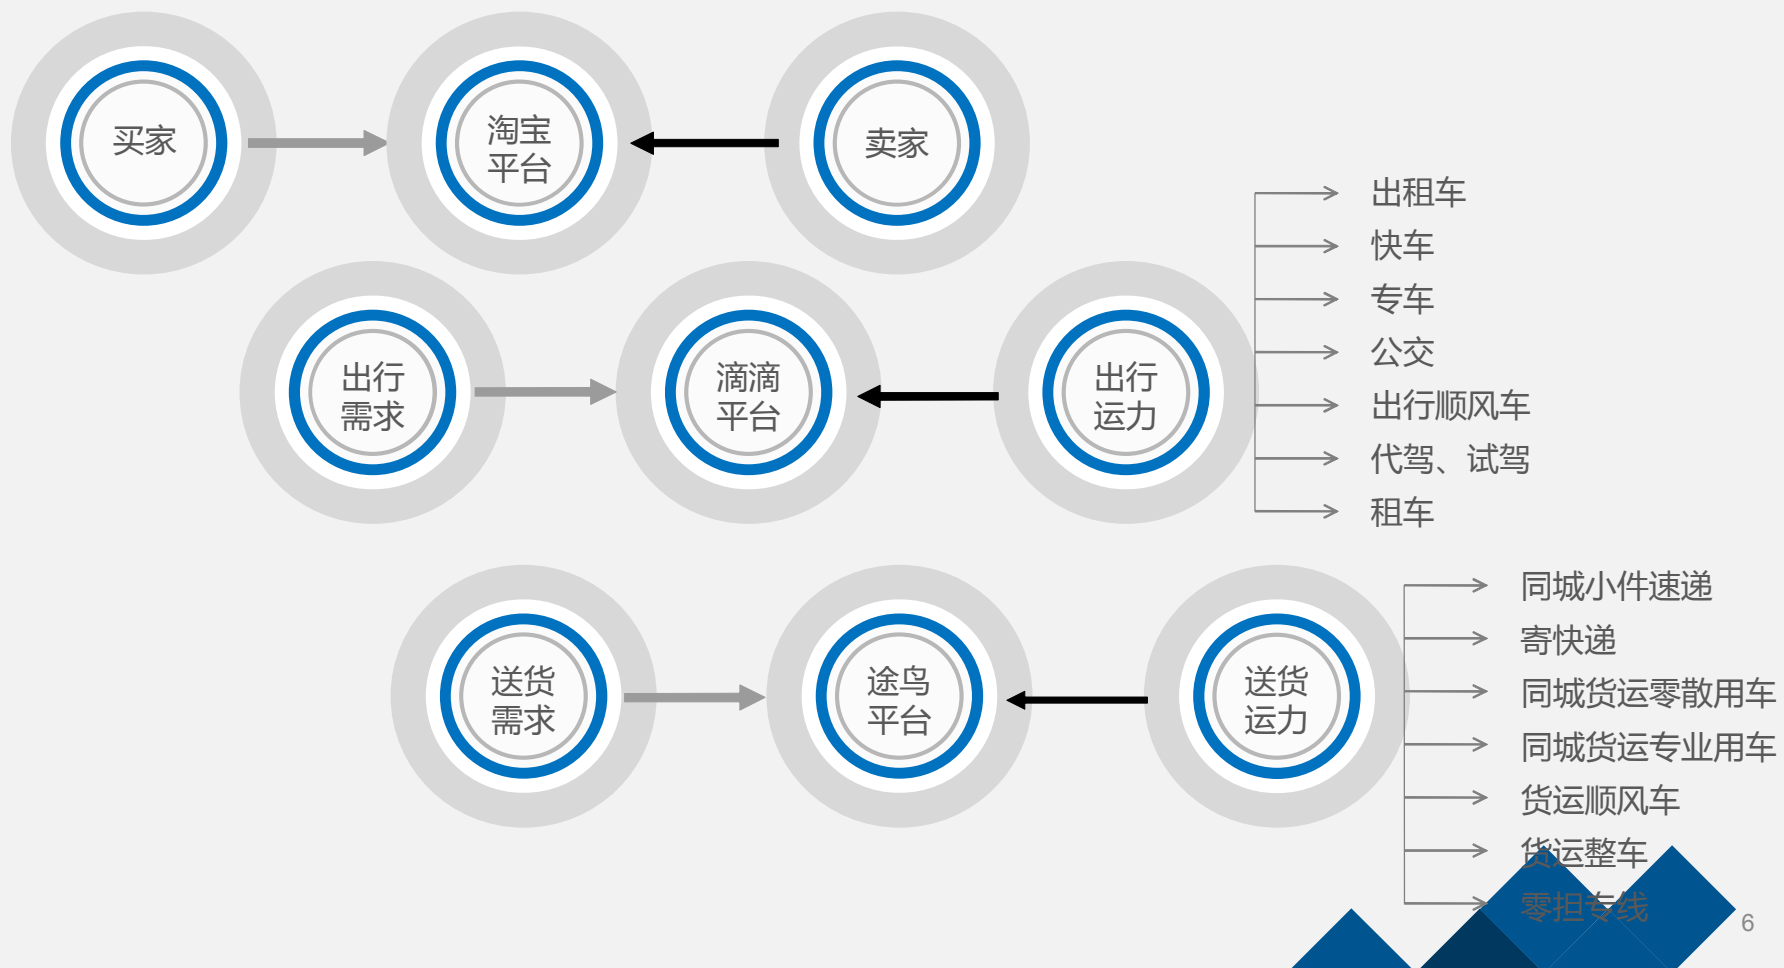 买家
淘宝
平台
卖家
出行
需求
滴滴
平台
出行
运力
出租车
快车
专车
公交
出行顺风车
代驾、试驾
租车
送货
需求
途鸟
平台
送货
运力
同城小件速递
寄快递
同城货运零散用车
同城货运专业用车
货运顺风车
货运整车
零担专线
6